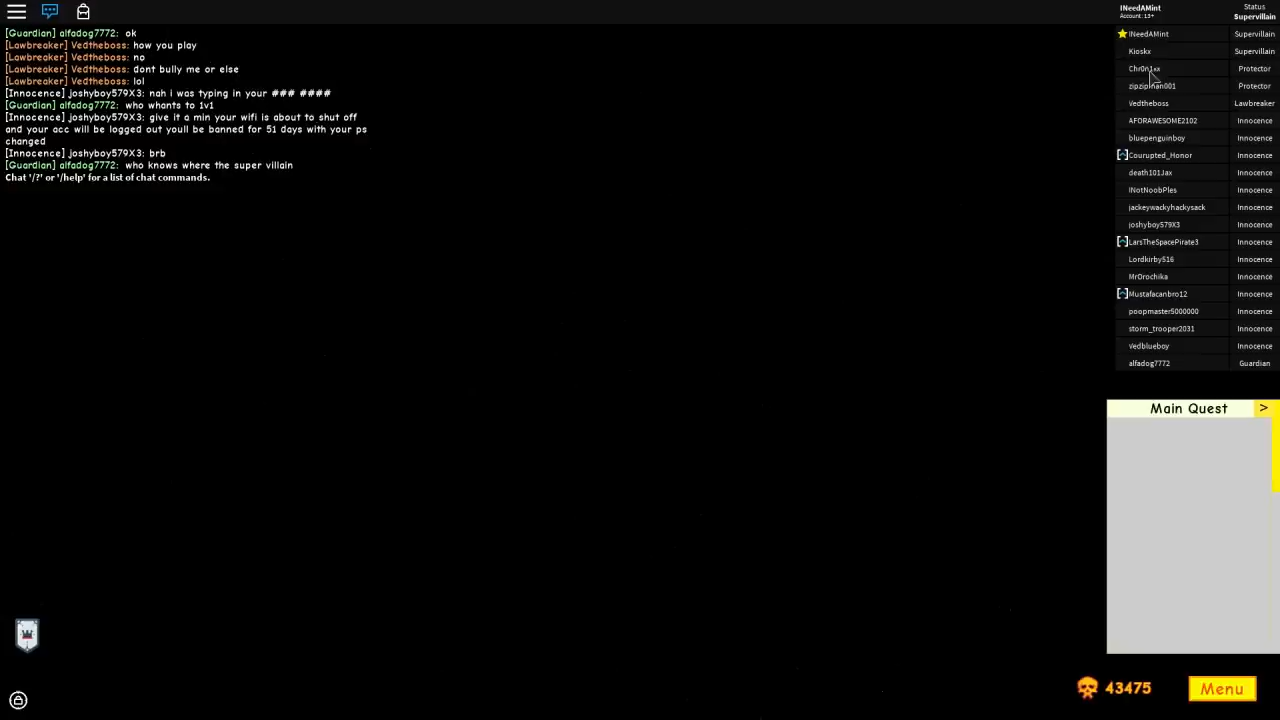 INeedAMint
Account: 13+
Status
Supervillain
[Guardian] alfadog7772: ok
[Lawbreaker] Vedtheboss: how you play
[Lawbreaker] Vedtheboss: no
[Lawbreaker] Vedtheboss: dont bully me or else
[Lawbreaker] Vedtheboss: lol
[Innocence] joshyboy579X3: nah i was typing in your ### ####
[Guardian] alfadog7772: who whants to 1v1
[Innocence] joshyboy579X3: give it a min your wifi is about to shut off
and your acc will be logged out youll be banned for 51 days with your ps
changed
[Innocence] joshyboy579X3: brb
[Guardian] alfadog7772: who knows where the super villain
Chat '/?' or '/help' for a list of chat commands.
INeedAMint Supervillain
Kioskx Supervillain
Protector
Protector
Vedtheboss Lawbreaker
AFORAWESOME2102 Innocence
bluepenguinboy Innocence
Courupted_Honor Innocence
death101Jax Innocence
INotNoobPles Innocence
jackeywackyhackysack Innocence
joshyboy579X3 Innocence
LarsTheSpacePirate3 Innocence
Lordkirby516 Innocence
MrOrochika Innocence
Mustafacanbro12 Innocence
poopmaster5000000 Innocence
storm_trooper2031 Innocence
Vedblueboy Innocence
alfadog7772 Guardian
Main Quest >
43475
Menu